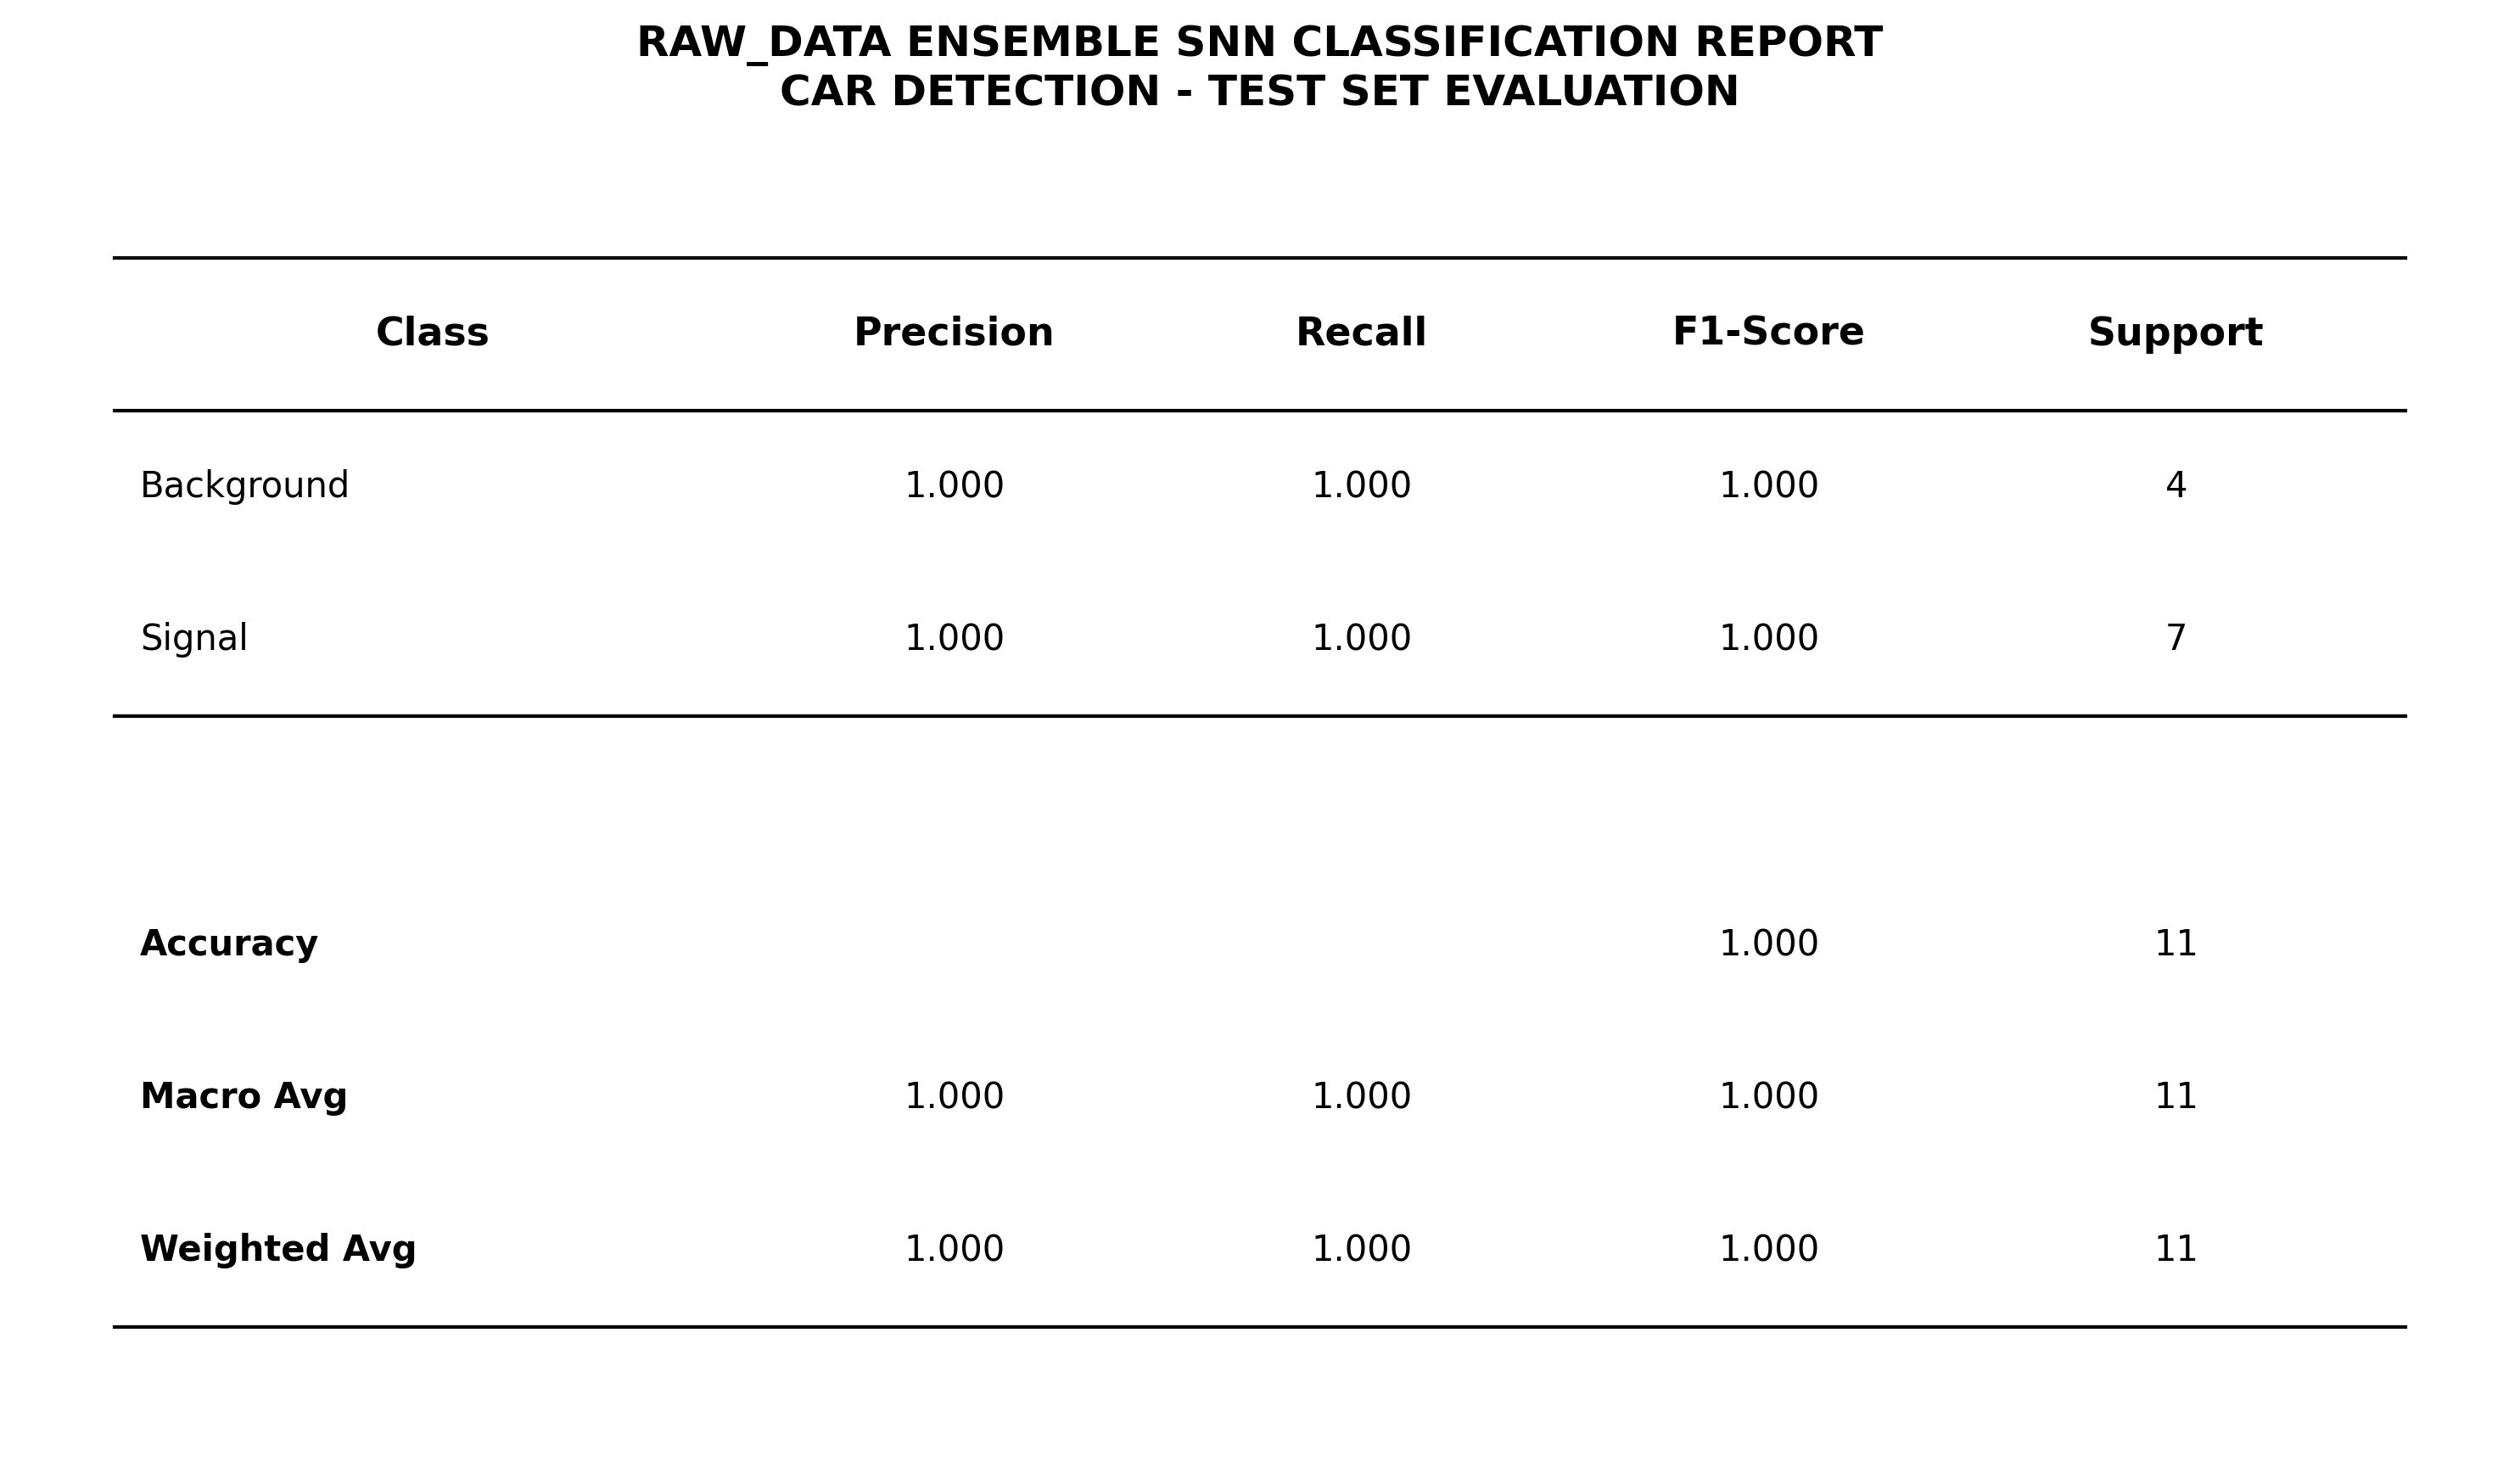 RAW_DATA ENSEMBLE SNN CLASSIFICATION REPORT
CAR DETECTION - TEST SET EVALUATION
Class Precision Recall F1-Score Support
Background 1.000 1.000 1.000 4
Signal 1.000 1.000 1.000 7
Accuracy 1.000 11
Macro Avg 1.000 1.000 1.000 11
Weighted Avg 1.000 1.000 1.000 11